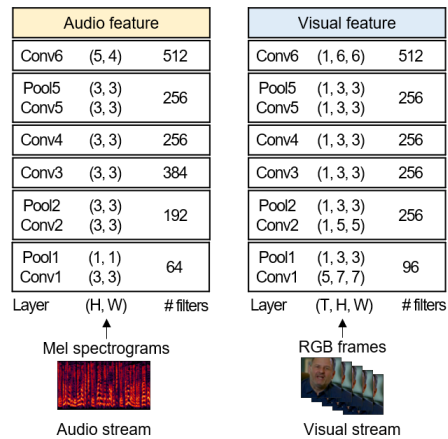 Audio feature
Conv6 (5, 4) 512
Pool5 (3, 3)
Conv5 (3, 3) 256
Conv4 (3, 3) 256
Conv3 (3, 3) 384
Pool2 (3, 3)
Conv2 (3, 3) 192
Pool1 (1, 1)
Conv1 (3, 3) 64
Layer (H, W) # filters
Mel spectrograms
Audio stream
Visual feature
Conv6 (1, 6, 6) 512
Pool5 (1, 3, 3)
Conv5 (1, 3, 3) 256
Conv4 (1, 3, 3) 256
Conv3 (1, 3, 3) 256
Pool2 (1, 3, 3)
Conv2 (1, 5, 5) 256
Pool1 (1, 3, 3)
Conv1 (5, 7, 7) 96
Layer (T, H, W) # filters
RGB frames
Visual stream